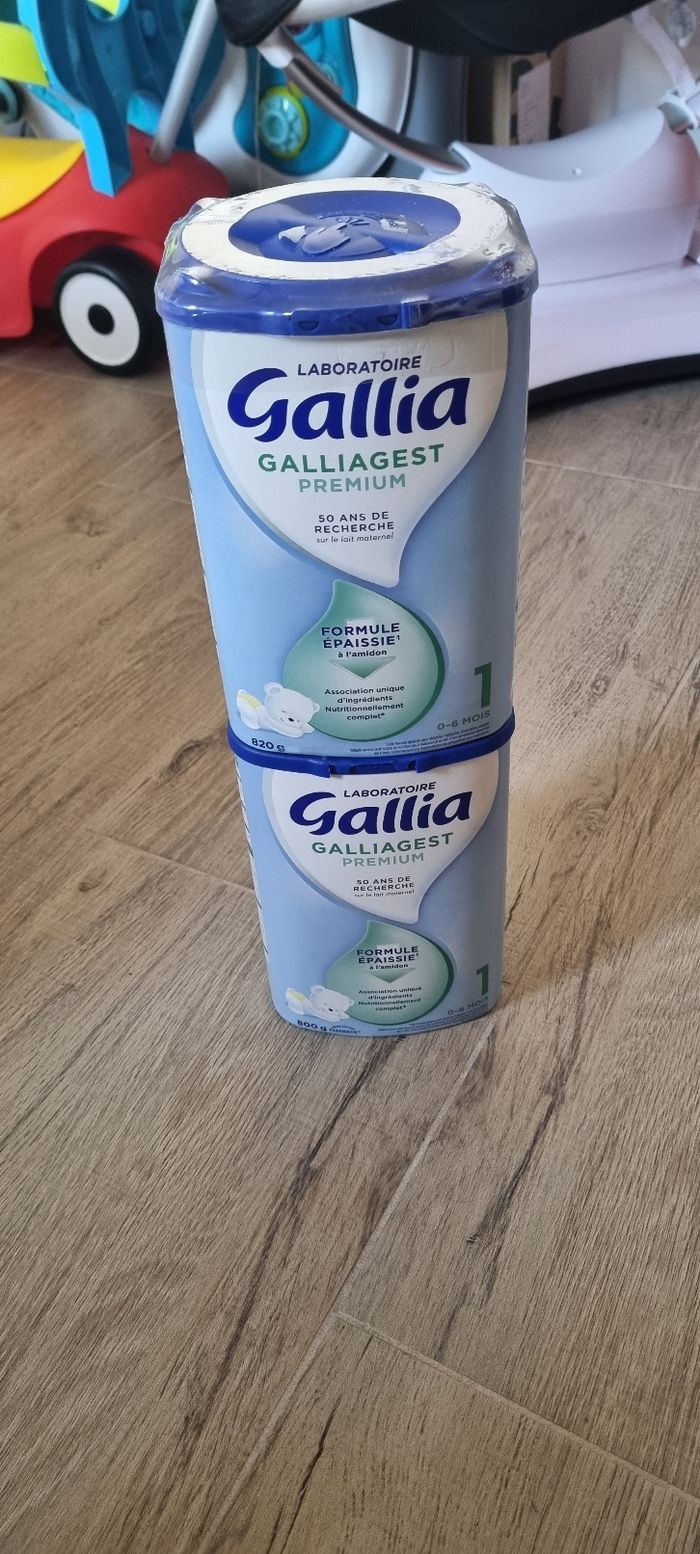 LABORATOIRE
Gallia
GALLIAGEST
PREMIUM
50 ANS DE
RECHERCHE
sur le lait maternel
FORMULE
ÉPAISSIE¹
à l'amidon
Association unique
d'ingrédients
Nutritionnellement
complet*
1
0-6 MOIS
820 g
LABORATOIRE
Gallia
GALLIAGEST
PREMIUM
50 ANS DE
RECHERCHE
sur le lait maternel
FORMULE
ÉPAISSIE¹
à l'amidon
Association unique
d'ingrédients
Nutritionnellement
complet*
1
0-6 MOIS
800 g